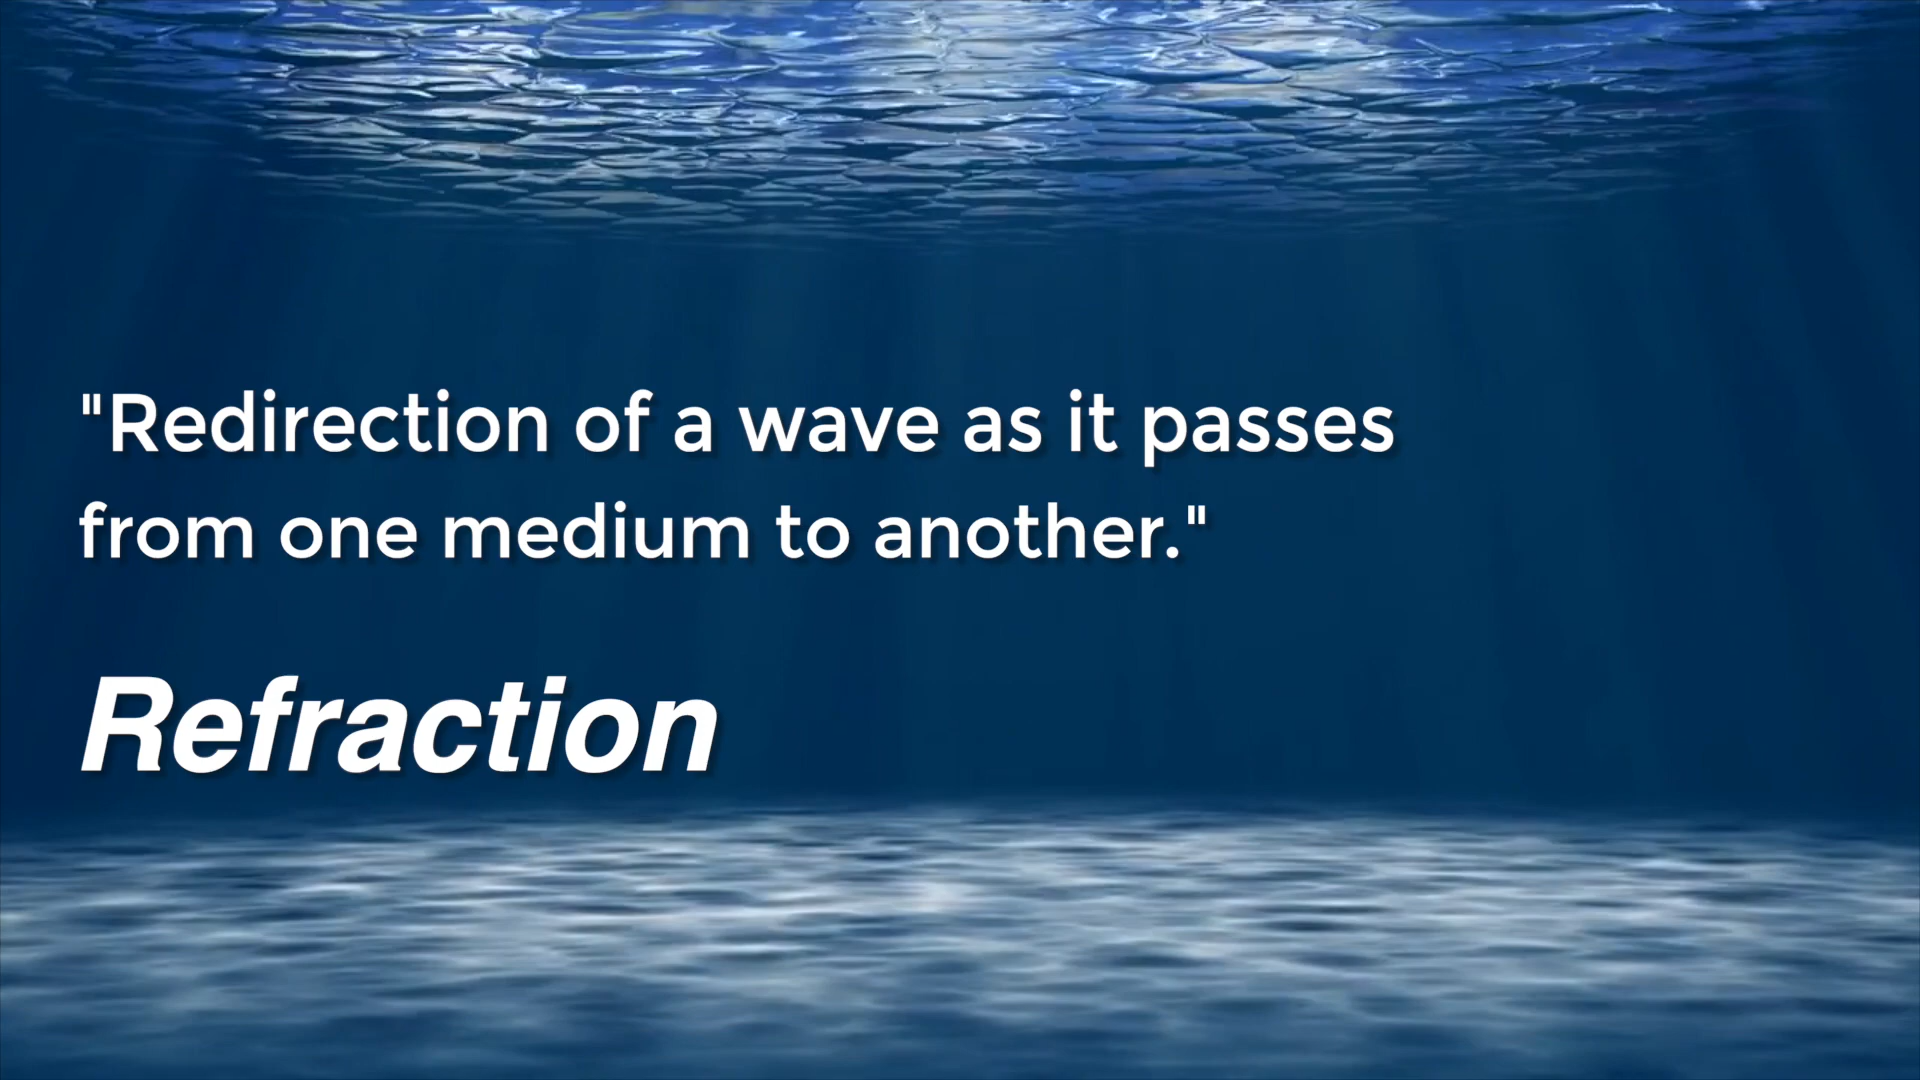 "Redirection of a wave as it passes
from one medium to another."
Refraction